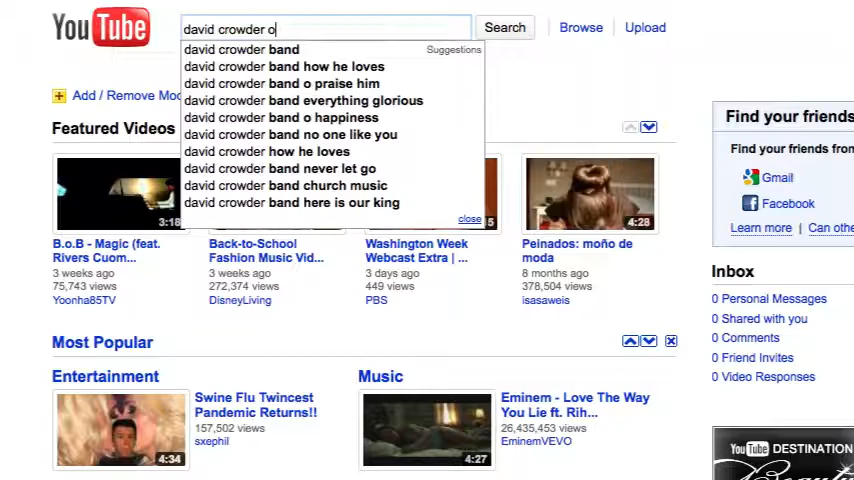 YouTube
david crowder o
Search
Browse
Upload
david crowder band
Suggestions
david crowder band how he loves
david crowder band o praise him
david crowder band everything glorious
david crowder band o happiness
david crowder band no one like you
david crowder how he loves
david crowder band never let go
david crowder band church music
david crowder band here is our king
close
Add / Remove Mo
Featured Videos
3:18
4:28
B.o.B - Magic (feat.
Rivers Cuom...
3 weeks ago
75,743 views
Yoonha85TV
Back-to-School
Fashion Music Vid...
3 weeks ago
272,374 views
DisneyLiving
Washington Week
Webcast Extra | ...
3 days ago
449 views
PBS
Peinados: moño de
moda
8 months ago
378,504 views
isasaweis
Find your friends
Find your friends from
Gmail
Facebook
Learn more | Can othe
Inbox
0 Personal Messages
0 Shared with you
0 Comments
0 Friend Invites
0 Video Responses
Most Popular
Entertainment
Swine Flu Twincest
Pandemic Returns!!
157,502 views
sxephil
4:34
Music
Eminem - Love The Way
You Lie ft. Rih...
26,435,453 views
EminemVEVO
4:27
YouTube DESTINATION